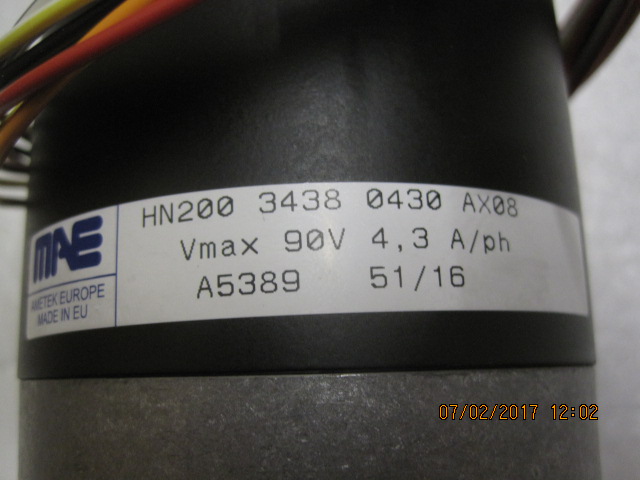 HN200 3438 0430 AX08
Vmax 90V 4,3 A/ph
A5389 51/16
MAE
AMETEK EUROPE
MADE IN EU
07/02/2017 12:02